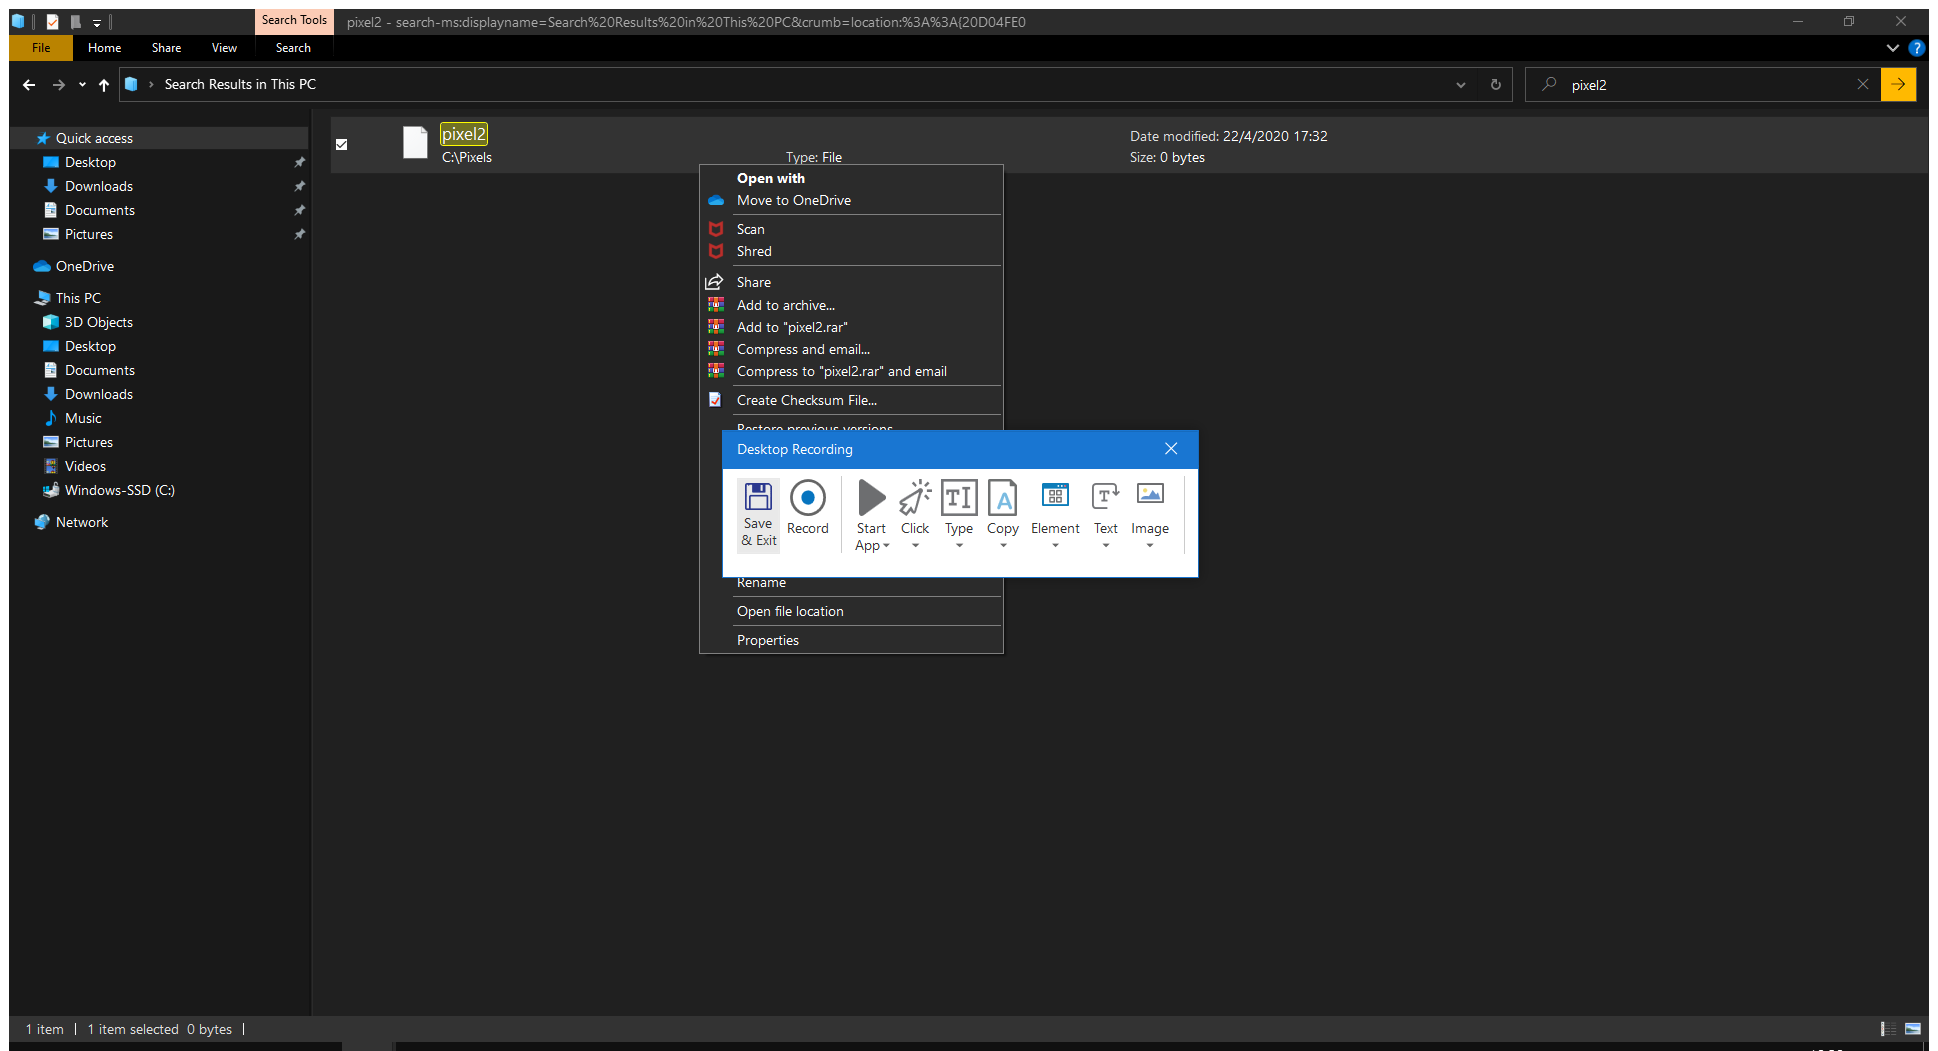 Search Tools
pixel2 - search-ms:displayname=Search%20Results%20in%20This%20PC&crumb=location:%3A%3A{20D04FE0
File Home Share View Search
?
Search Results in This PC
pixel2
Quick access
Desktop
Downloads
Documents
Pictures
OneDrive
This PC
3D Objects
Desktop
Documents
Downloads
Music
Pictures
Videos
Windows-SSD (C:)
Network
pixel2
C:\Pixels
Type: File
Date modified: 22/4/2020 17:32
Size: 0 bytes
Open with
Move to OneDrive
Scan
Shred
Share
Add to archive...
Add to "pixel2.rar"
Compress and email...
Compress to "pixel2.rar" and email
Create Checksum File...
Restore previous versions
Desktop Recording
Save & Exit
Record
Start App
Click
Type
Copy
Element
Text
Image
Rename
Open file location
Properties
1 item 1 item selected 0 bytes